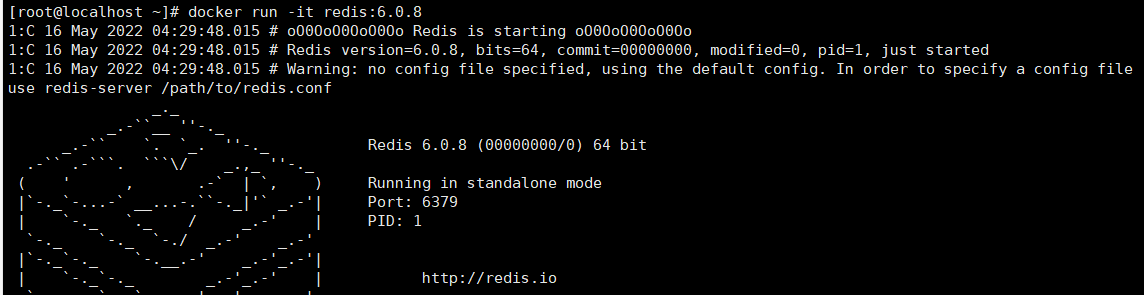 [root@localhost ~]# docker run -it redis:6.0.8
1:C 16 May 2022 04:29:48.015 # oO0OoO0OoO0Oo Redis is starting oO0OoO0OoO0Oo
1:C 16 May 2022 04:29:48.015 # Redis version=6.0.8, bits=64, commit=00000000, modified=0, pid=1, just started
1:C 16 May 2022 04:29:48.015 # Warning: no config file specified, using the default config. In order to specify a config file
use redis-server /path/to/redis.conf
Redis 6.0.8 (00000000/0) 64 bit
Running in standalone mode
Port: 6379
PID: 1
http://redis.io